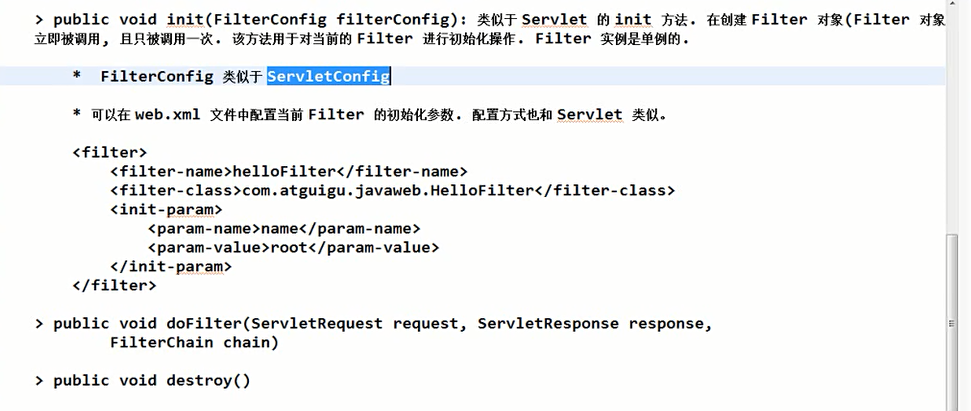 > public void init(FilterConfig filterConfig): 类似于 Servlet 的 init 方法. 在创建 Filter 对象(Filter 对象
立即被调用, 且只被调用一次. 该方法用于对当前的 Filter 进行初始化操作. Filter 实例是单例的.
* FilterConfig 类似于 ServletConfig
* 可以在 web.xml 文件中配置当前 Filter 的初始化参数. 配置方式也和 Servlet 类似。
<filter>
<filter-name>helloFilter</filter-name>
<filter-class>com.atguigu.javaweb.HelloFilter</filter-class>
<init-param>
<param-name>name</param-name>
<param-value>root</param-value>
</init-param>
</filter>
> public void doFilter(ServletRequest request, ServletResponse response,
FilterChain chain)
> public void destroy()